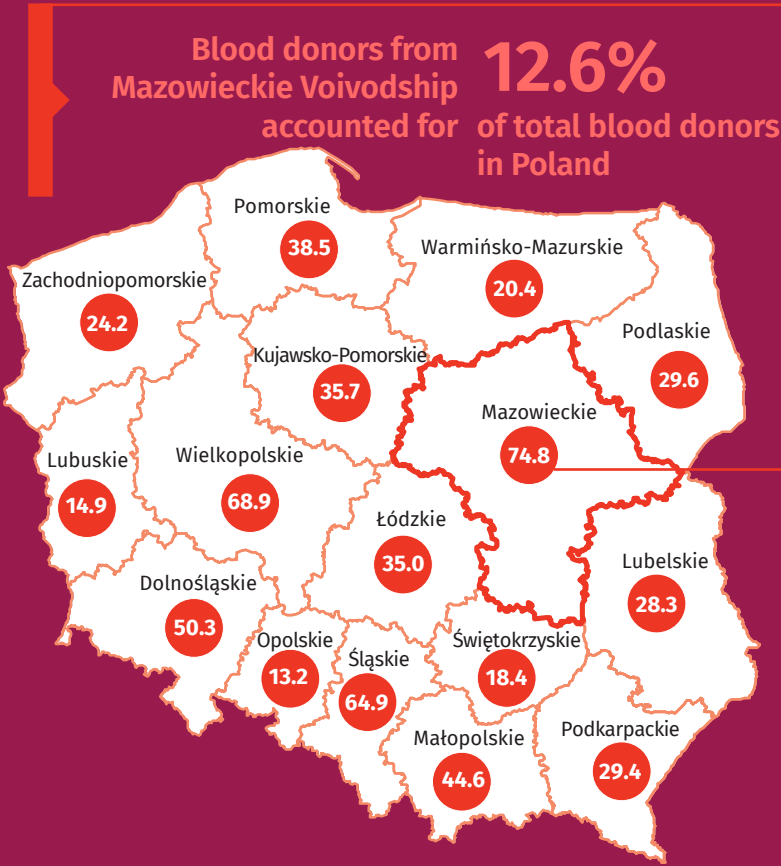 Blood donors from
Mazowieckie Voivodship
accounted for
12.6%
of total blood donors
in Poland
Pomorskie
38.5
Warmińsko-Mazurskie
20.4
Zachodniopomorskie
24.2
Podlaskie
29.6
Kujawsko-Pomorskie
35.7
Mazowieckie
74.8
Lubuskie
14.9
Wielkopolskie
68.9
Łódzkie
35.0
Lubelskie
28.3
Dolnośląskie
50.3
Opolskie
13.2
Śląskie
64.9
Świętokrzyskie
18.4
Małopolskie
44.6
Podkarpackie
29.4